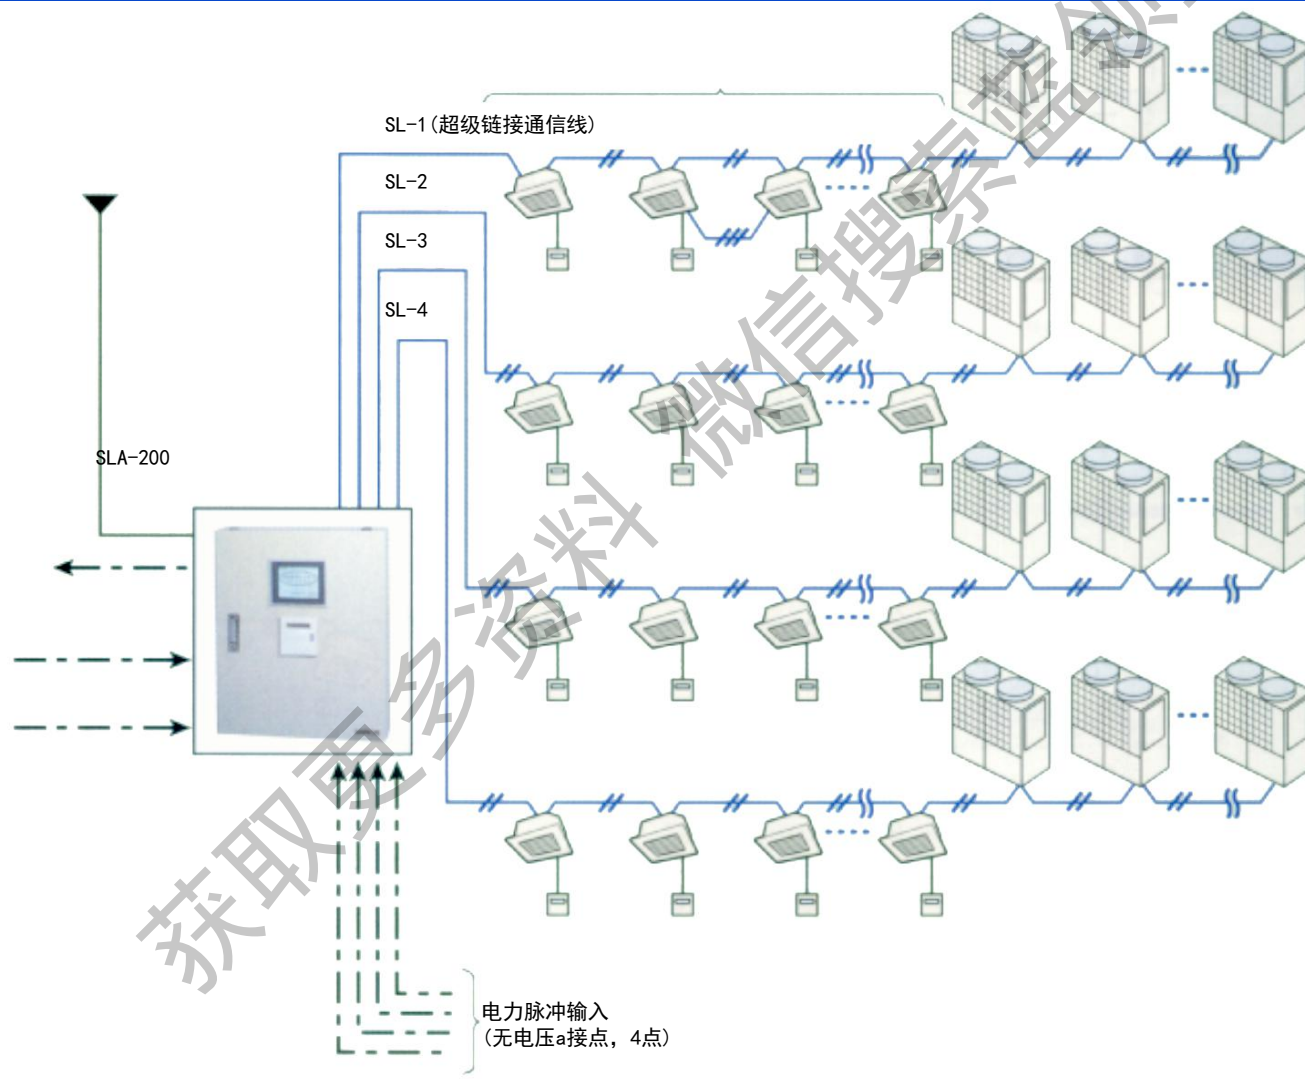 SL-1(超级链接通信线)
SL-2
SL-3
SL-4
SLA-200
电力脉冲输入
(无电压a接点，4点)
获取更多资料 微信搜索蓝领